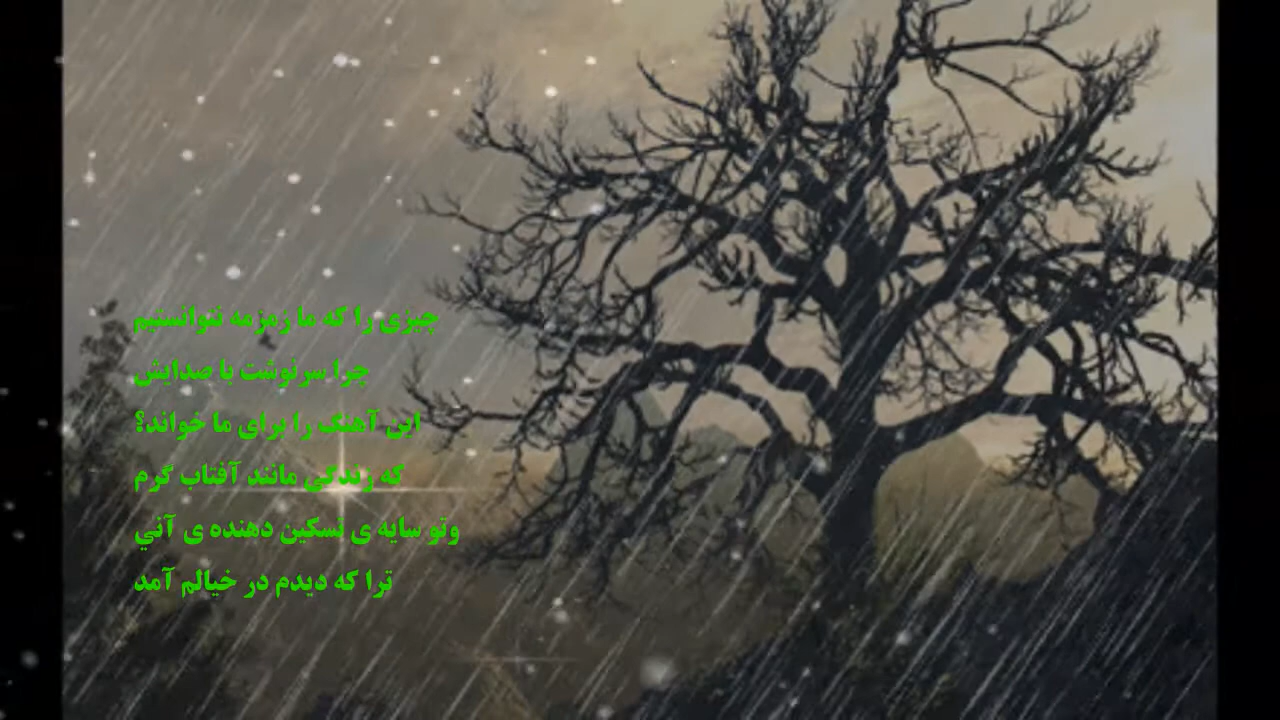 چیزی را که ما زمزمه نتوانستیم
چرا سرنوشت با صدایش
این آهنگ را برای ما خواند؟
که زندگی مانند آفتاب گرم
وتو سایه ی تسکین دهنده ی آني
ترا که دیدم در خیالم آمد